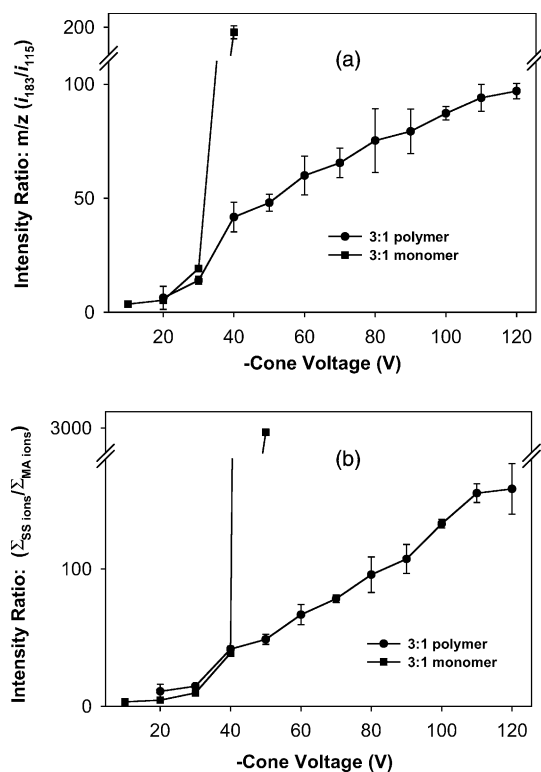 200
(a)
100
Intensity Ratio: m/z (i183/i115)
50
3:1 polymer
3:1 monomer
0
20 40 60 80 100 120
-Cone Voltage (V)
3000
(b)
Intensity Ratio: (ΣSS ions/ΣMA ions)
100
3:1 polymer
3:1 monomer
0
20 40 60 80 100 120
-Cone Voltage (V)